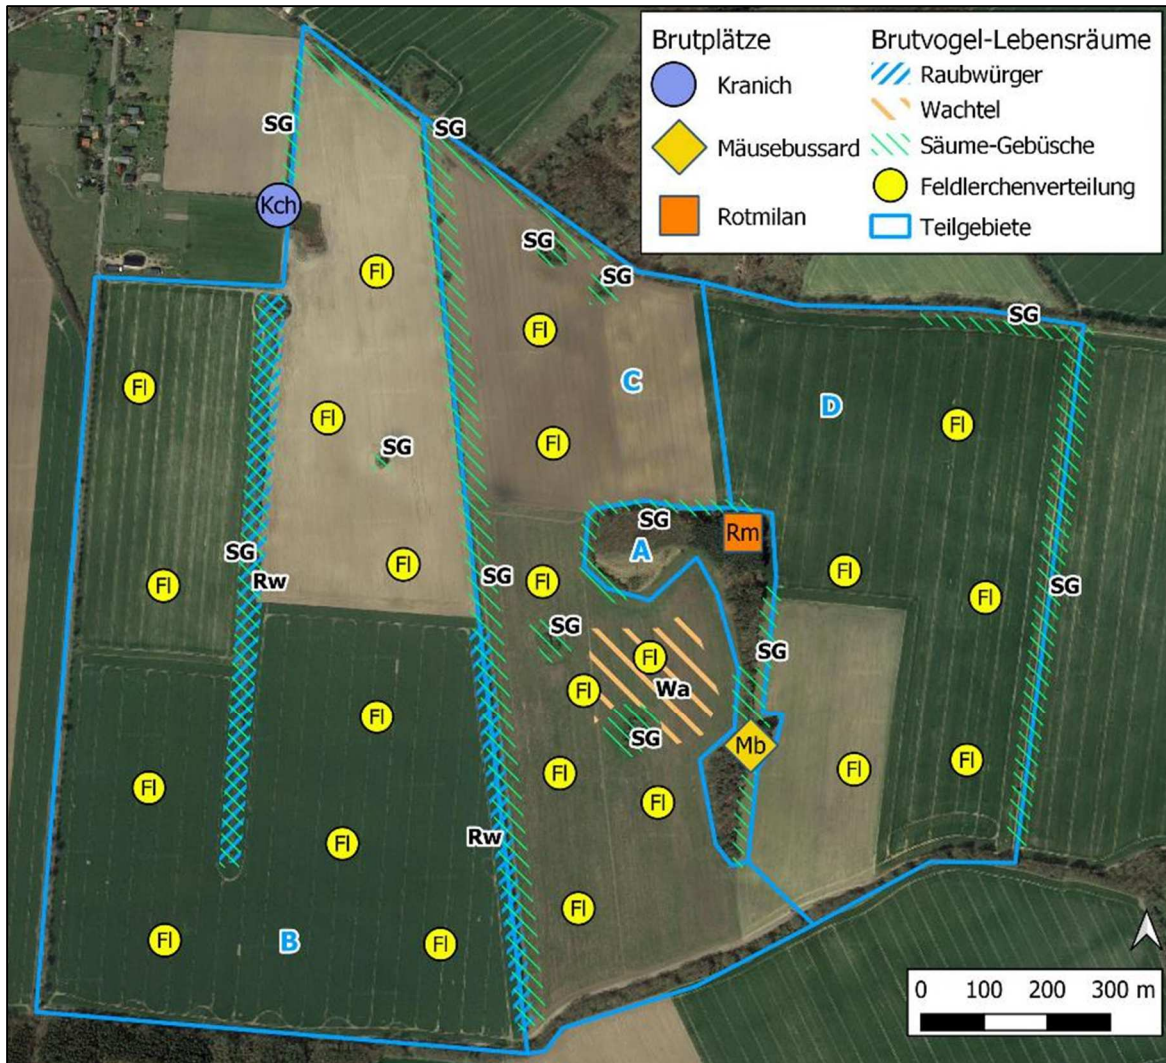 Brutplätze
Kranich
Mäusebussard
Rotmilan
Brutvogel-Lebensräume
Raubwürger
Wachtel
Säume-Gebüsche
Feldlerchenverteilung
Teilgebiete
SG
SG
Kch
SG
Fl
SG
SG
Fl
C
Fl
D
Fl
Fl
Fl
SG
SG
Rm
A
SG
Rw
Fl
Fl
SG
Fl
Fl
Fl
Fl
SG
SG
SG
Fl
Wa
Fl
Fl
SG
Mb
Fl
Fl
Fl
Fl
Fl
Fl
Fl
Rw
Fl
Fl
B
Fl
0 100 200 300 m